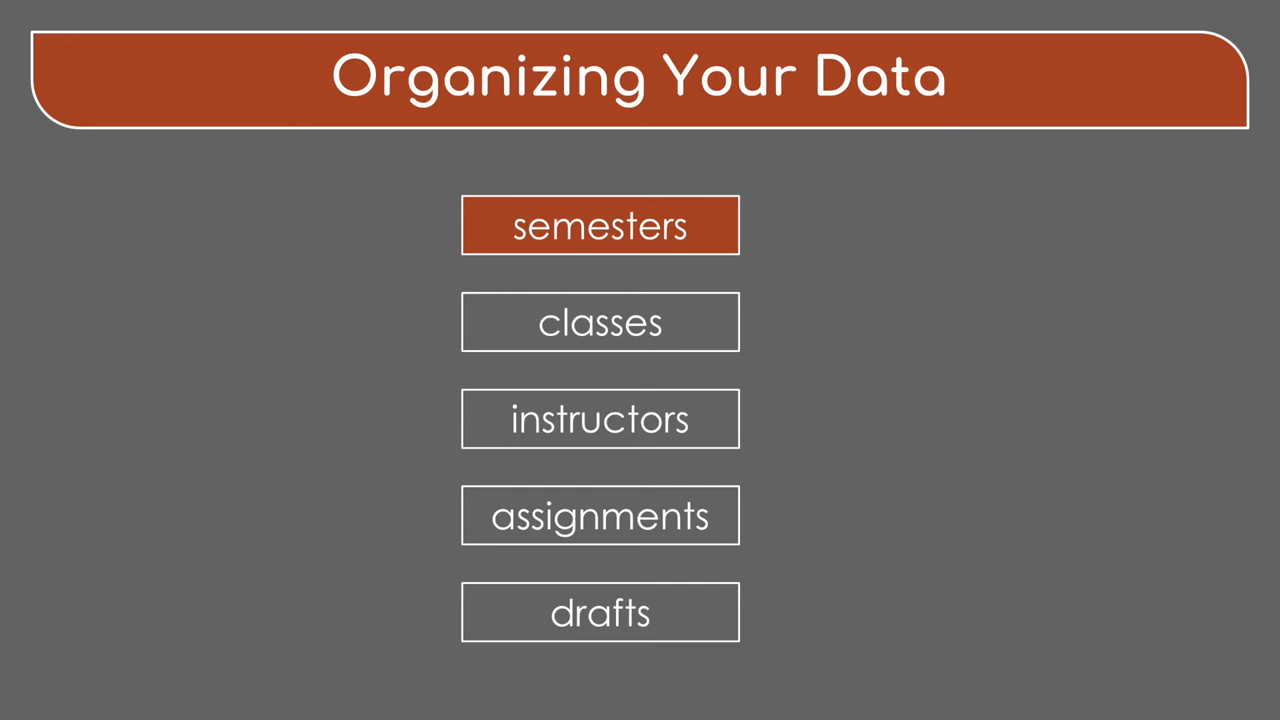 Organizing Your Data
semesters
classes
instructors
assignments
drafts